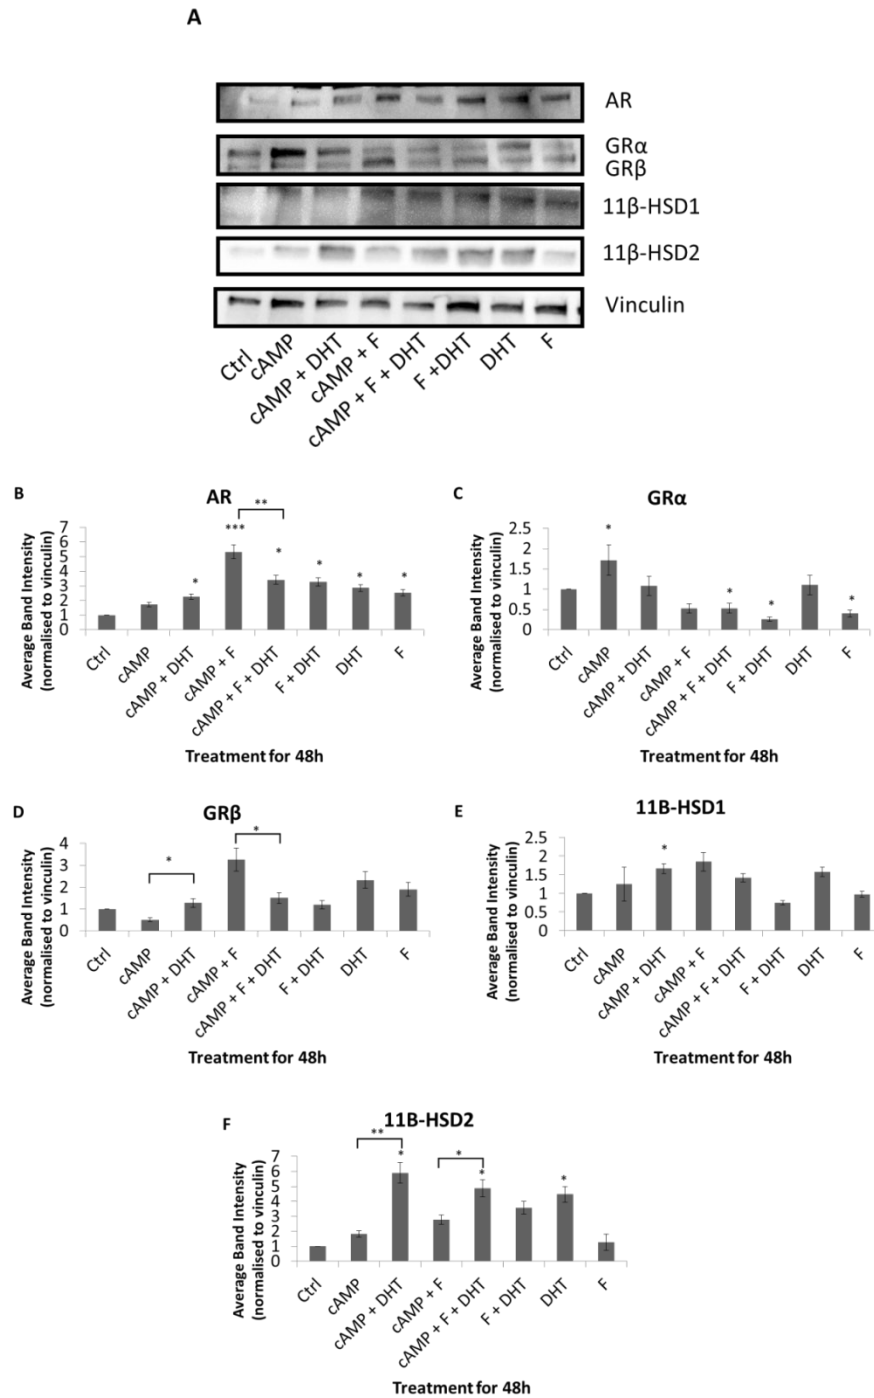 A
AR
GRα
GRβ
11β-HSD1
11β-HSD2
Vinculin
Ctrl
cAMP
cAMP + DHT
cAMP + F
cAMP + F + DHT
F +DHT
DHT
F
B
AR
**
***
*
*
*
*
*
7
6
5
4
3
2
1
0
Average Band Intensity
(normalised to vinculin)
Ctrl
cAMP
cAMP + DHT
cAMP + F
cAMP + F + DHT
F + DHT
DHT
F
Treatment for 48h
C
GRα
*
*
*
*
2.5
2
1.5
1
0.5
0
Average Band Intensity
(normalised to vinculin)
Ctrl
cAMP
cAMP + DHT
cAMP + F
cAMP + F + DHT
F + DHT
DHT
F
Treatment for 48h
D
GRβ
*
*
4
3
2
1
0
Average Band Intensity
(normalised to vinculin)
Ctrl
cAMP
cAMP + DHT
cAMP + F
cAMP + F + DHT
F + DHT
DHT
F
Treatment for 48h
E
11B-HSD1
*
2.5
2
1.5
1
0.5
0
Average Band Intensity
(normalised to vinculin)
Ctrl
cAMP
cAMP + DHT
cAMP + F
cAMP + F + DHT
F + DHT
DHT
F
Treatment for 48h
F
11B-HSD2
**
*
*
*
*
7
6
5
4
3
2
1
0
Average Band Intensity
(normalised to vinculin)
Ctrl
cAMP
cAMP + DHT
cAMP + F
cAMP + F + DHT
F + DHT
DHT
F
Treatment for 48h